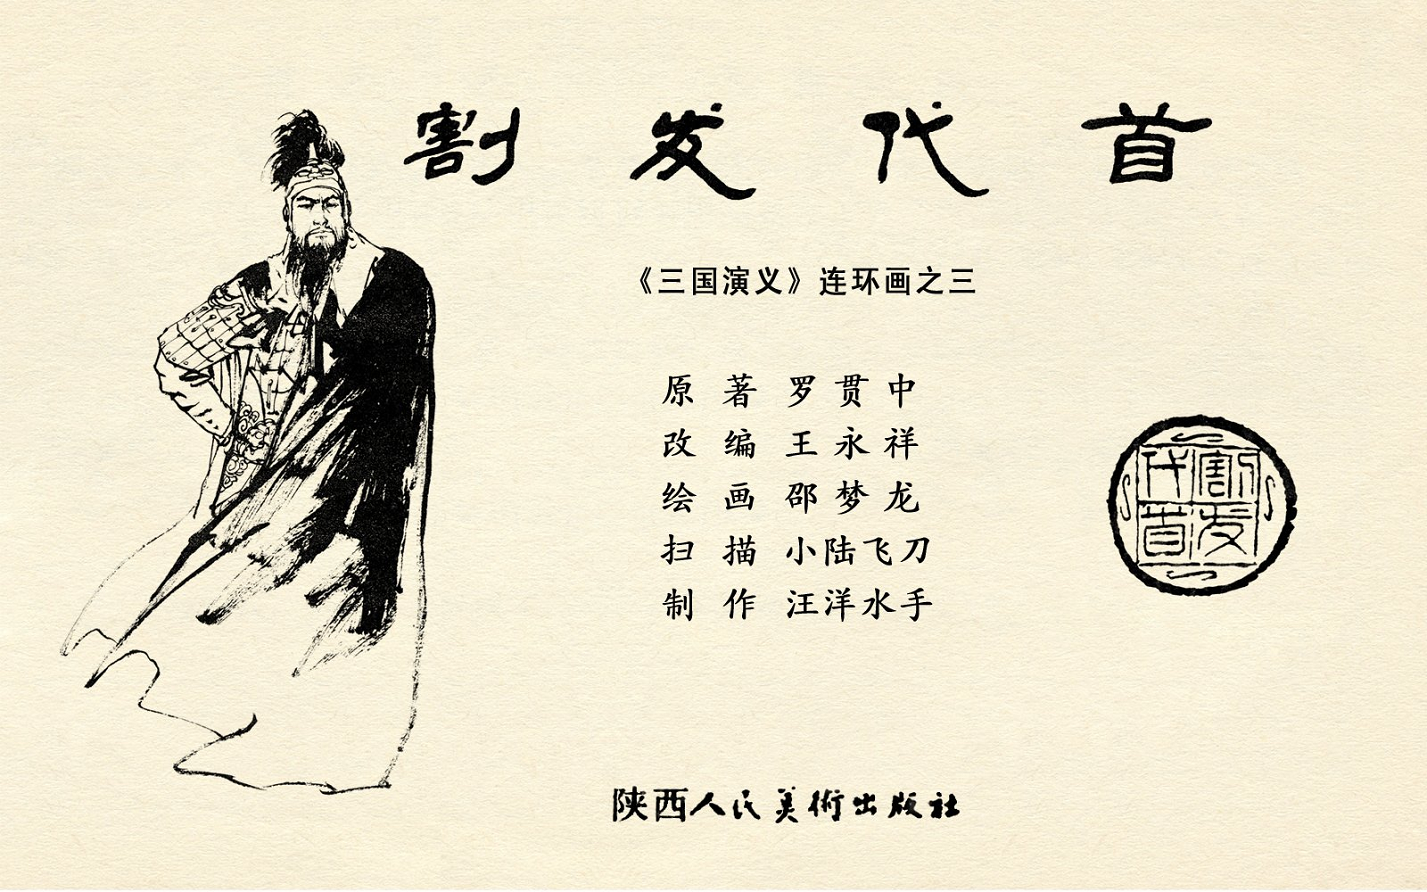 割发代首
《三国演义》连环画之三
原 著 罗贯中
改 编 王永祥
绘 画 邵梦龙
扫 描 小陆飞刀
制 作 汪洋水手
割发
代首
陕西人民美術出版社